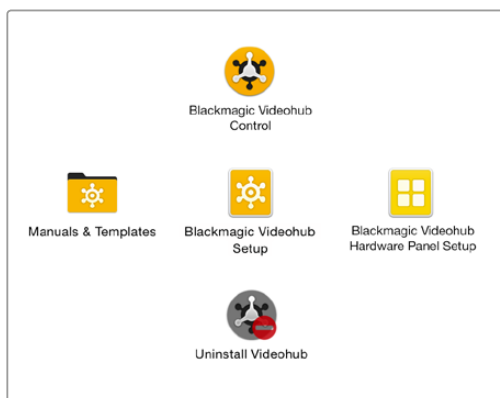 Blackmagic Videohub
Control
Manuals & Templates
Blackmagic Videohub
Setup
Blackmagic Videohub
Hardware Panel Setup
Uninstall Videohub